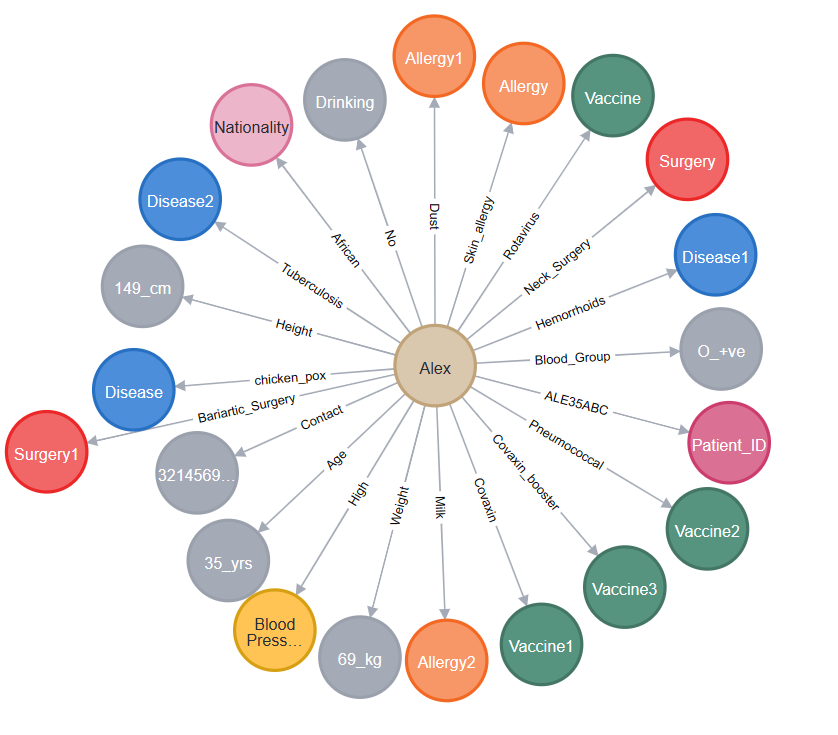 Allergy1
Allergy
Drinking
Vaccine
Nationality
Surgery
Disease2
Dust
Skin_allergy
Rotavirus
No
African
Neck_Surgery
Disease1
Tuberculosis
149_cm
Height
Hemorrhoids
Blood_Group
O_+ve
Alex
chicken_pox
Disease
Bariartic_Surgery
ALE35ABC
Contact
Pneumococcal
Patient_ID
Surgery1
Age
Covaxin_booster
3214569...
High
Weight
Milk
Covaxin
Vaccine2
35_yrs
Vaccine3
Blood
Press...
69_kg
Allergy2
Vaccine1